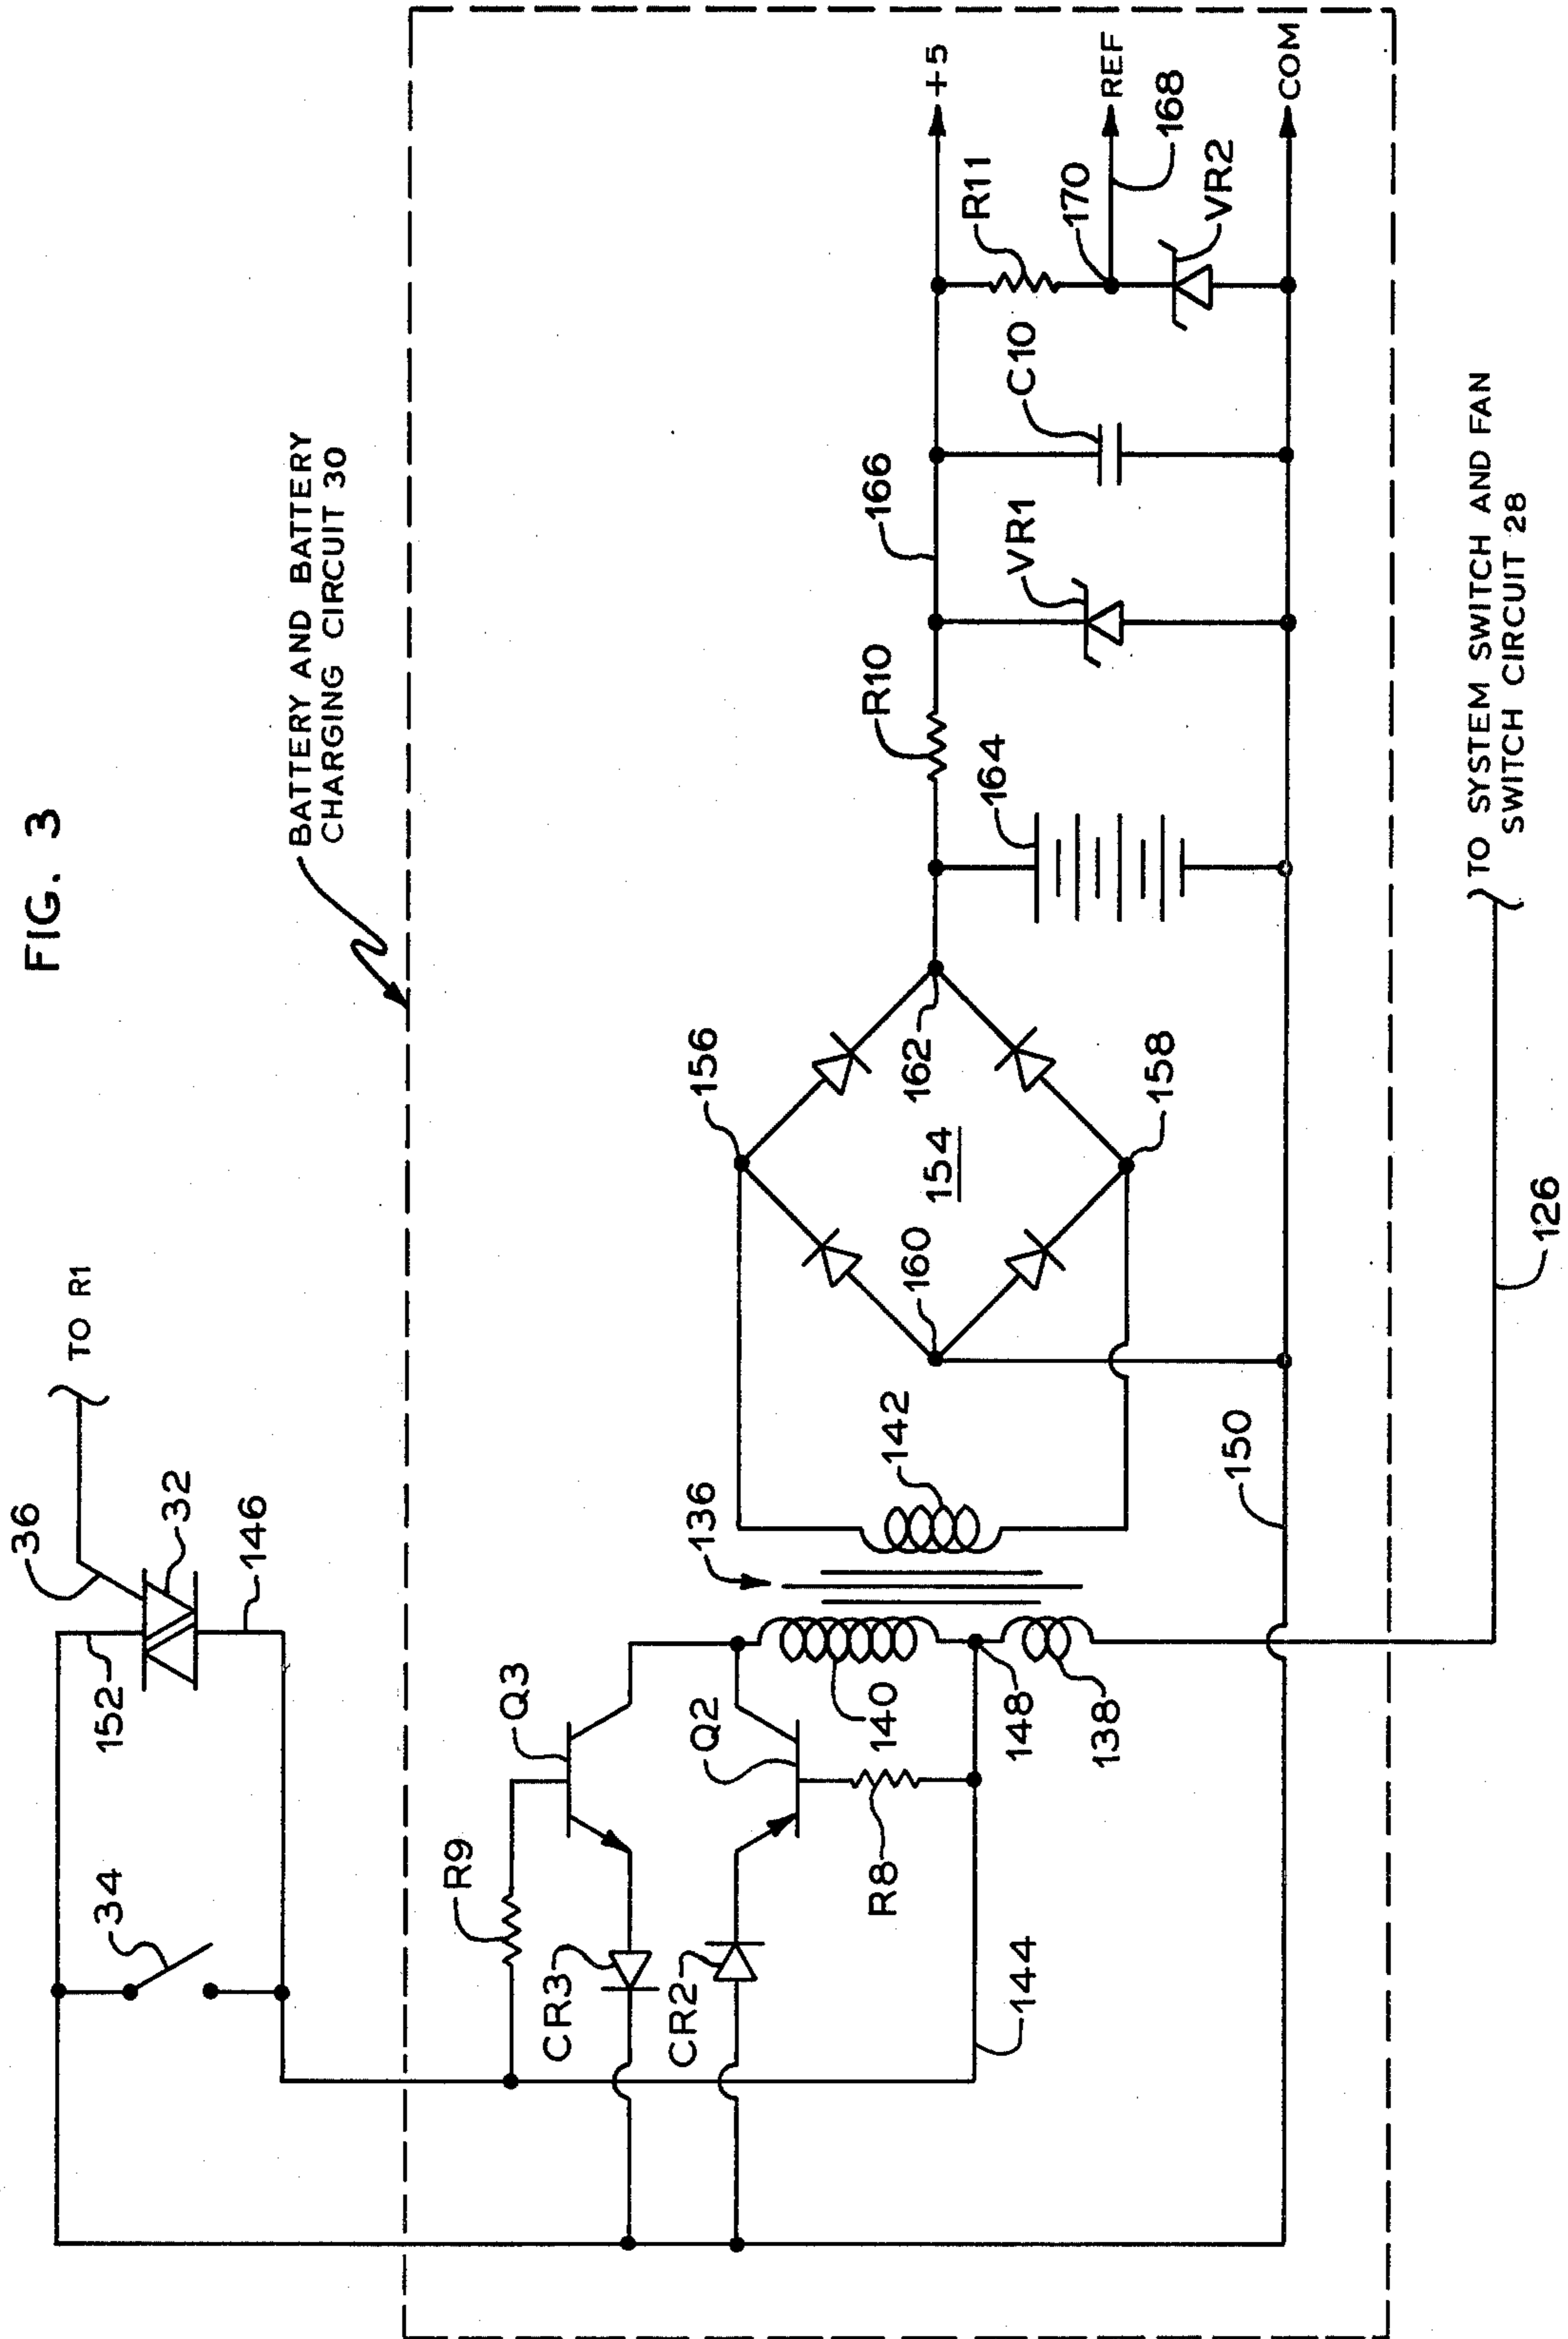 FIG. 3
BATTERY AND BATTERY
CHARGING CIRCUIT 30
TO R1
36
32
152
146
34
R9
Q3
CR3
CR2
Q2
R8
144
140
148
138
136
142
150
156
154
160
162
158
164
R10
166
VR1
C10
R11
170
168
VR2
+5
REF
COM
126
TO SYSTEM SWITCH AND FAN
SWITCH CIRCUIT 28